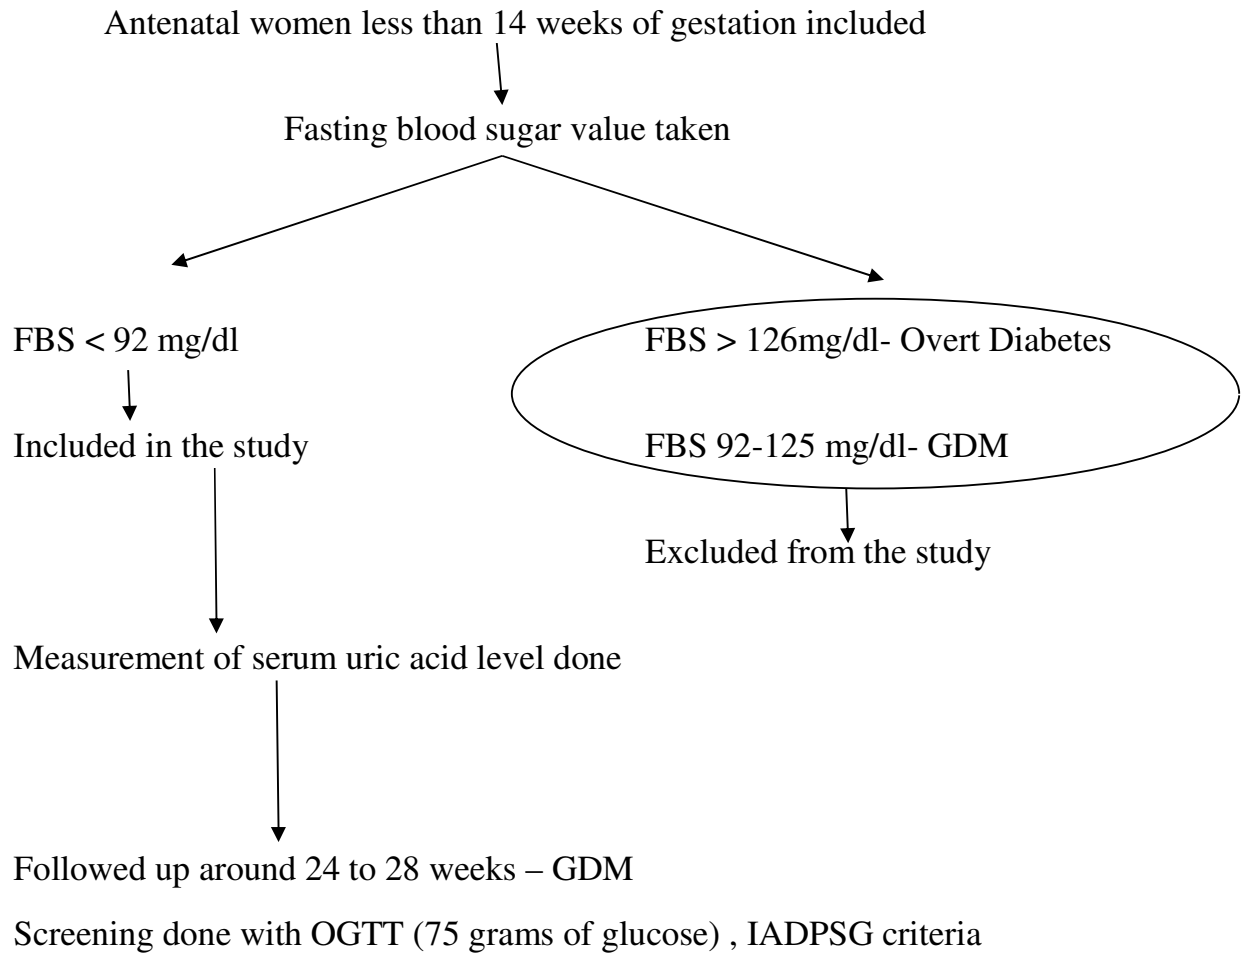 Antenatal women less than 14 weeks of gestation included
Fasting blood sugar value taken
FBS < 92 mg/dl
FBS > 126mg/dl- Overt Diabetes
Included in the study
FBS 92-125 mg/dl- GDM
Excluded from the study
Measurement of serum uric acid level done
Followed up around 24 to 28 weeks – GDM
Screening done with OGTT (75 grams of glucose) , IADPSG criteria